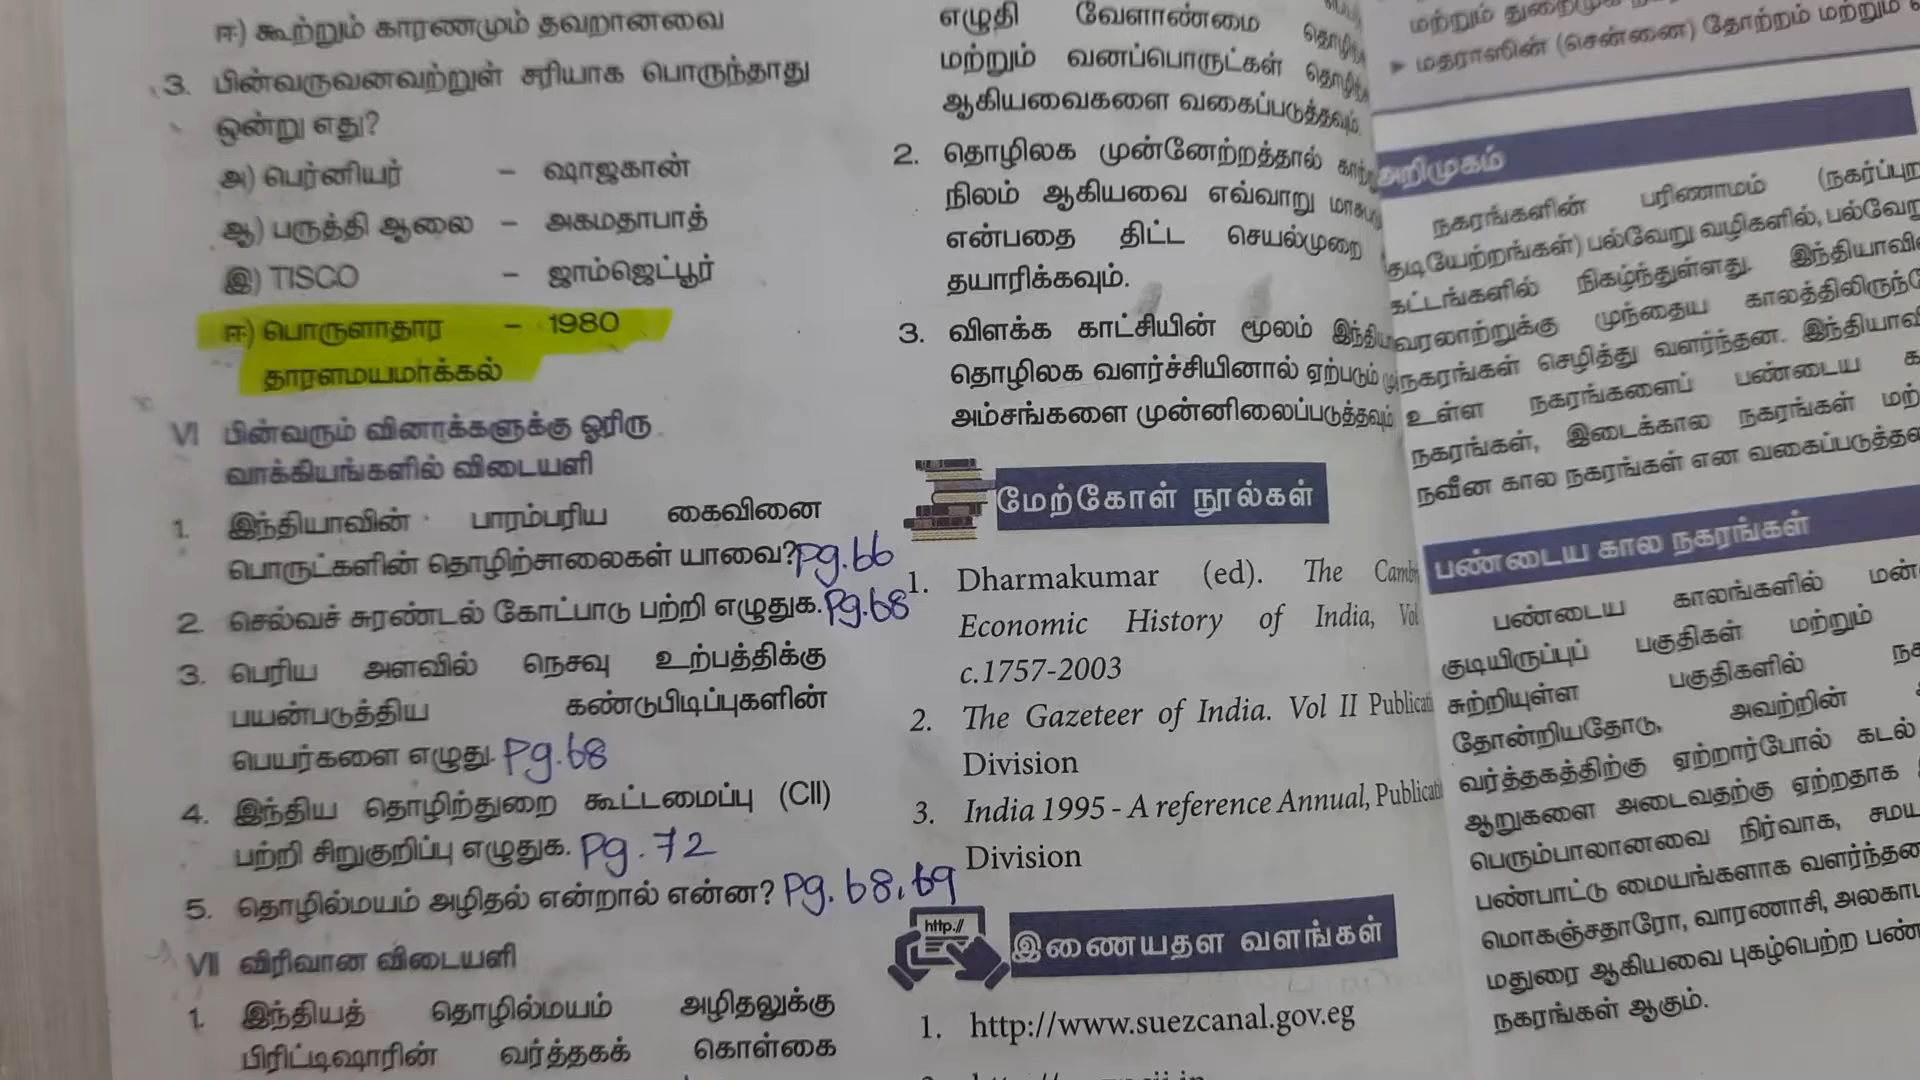 ஈ) கூற்றும் காரணமும் தவறானவை
3. பின்வருவனவற்றுள் சரியாக பொருந்தாது
ஒன்று எது?
அ) பெர்னியர் – ஷாஜகான்
ஆ) பருத்தி ஆலை – அகமதாபாத்
இ) TISCO – ஜாம்ஜெட்பூர்
ஈ) பொருளாதார – 1980
தாராளமயமாக்கல்
VI பின்வரும் வினாக்களுக்கு ஓரிரு
வாக்கியங்களில் விடையளி
1. இந்தியாவின் பாரம்பரிய கைவினை
பொருட்களின் தொழிற்சாலைகள் யாவை? Pg.66
2. செல்வச் சுரண்டல் கோட்பாடு பற்றி எழுதுக. Pg.68
3. பெரிய அளவில் நெசவு உற்பத்திக்கு
பயன்படுத்திய கண்டுபிடிப்புகளின்
பெயர்களை எழுது. Pg.68
4. இந்திய தொழிற்துறை கூட்டமைப்பு (CII)
பற்றி சிறுகுறிப்பு எழுதுக. Pg.72
5. தொழில்மயம் அழிதல் என்றால் என்ன? Pg. 68,69
VII விரிவான விடையளி
1. இந்தியத் தொழில்மயம் அழிதலுக்கு
பிரிட்டிஷாரின் வர்த்தகக் கொள்கை
எழுதி வேளாண்மை
மற்றும் வனப்பொருட்கள்
ஆகியவைகளை வகைப்படுத்தவும்.
2. தொழிலக முன்னேற்றத்தால்
நிலம் ஆகியவை எவ்வாறு
என்பதை திட்ட செயல்முறை
தயாரிக்கவும்.
3. விளக்க காட்சியின் மூலம்
தொழிலக வளர்ச்சியினால் ஏற்படும்
அம்சங்களை முன்னிலைப்படுத்தவும்
மேற்கோள் நூல்கள்
1. Dharmakumar (ed). The
Economic History of India, Vol
c.1757-2003
2. The Gazeteer of India. Vol II
Division
3. India 1995 - A reference Annual,
Division
http://
இணையதள வளங்கள்
1. http://www.suezcanal.gov.eg
மதராஸின் (சென்னை) தோற்றம் மற்றும்
அறிமுகம்
நகரங்களின் பரிணாமம்
குடியேற்றங்கள்) பல்வேறு வழிகளில், பல்வேறு
கட்டங்களில் நிகழ்ந்துள்ளது.
வரலாற்றுக்கு முந்தைய காலத்திலிருந்தே
நகரங்கள் செழித்து வளர்ந்தன.
உள்ள நகரங்களைப் பண்டைய
நகரங்கள், இடைக்கால நகரங்கள்
நவீன கால நகரங்கள் என
பண்டைய கால நகரங்கள்
பண்டைய காலங்களில்
குடியிருப்புப் பகுதிகள் மற்றும்
சுற்றியுள்ள பகுதிகளில்
தோன்றியதோடு, அவற்றின்
வர்த்தகத்திற்கு ஏற்றார்போல் கடல்
ஆறுகளை அடைவதற்கு ஏற்றதாக
பெரும்பாலானவை நிர்வாக, சமய
பண்பாட்டு மையங்களாக வளர்ந்தன
மொகஞ்சதாரோ, வாரணாசி,
மதுரை ஆகியவை புகழ்பெற்ற
நகரங்கள் ஆகும்.